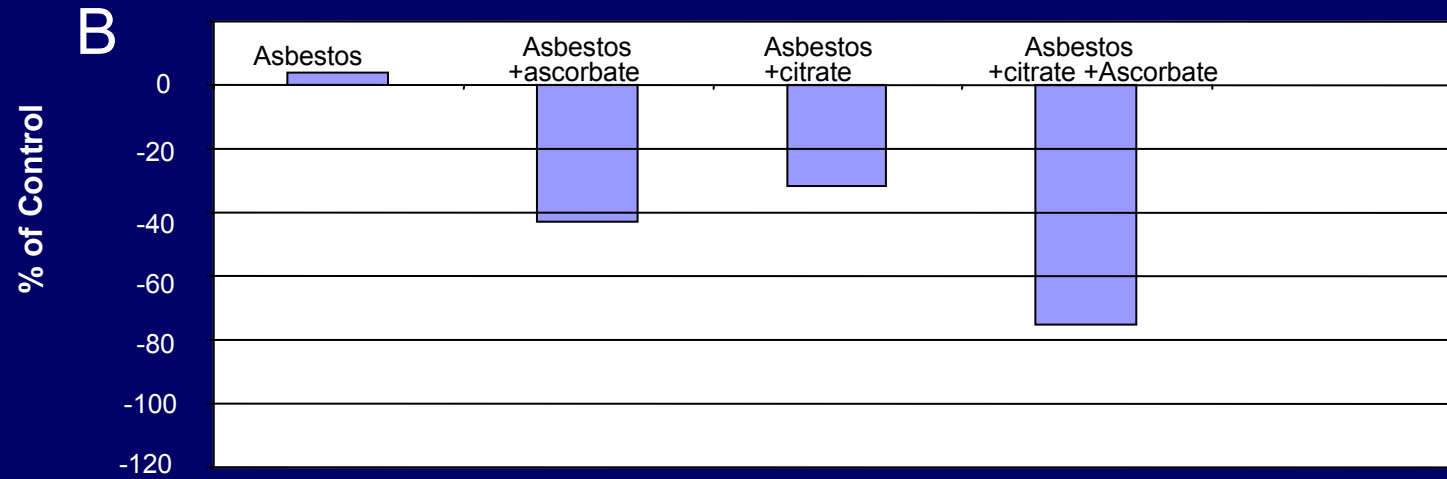 B
Asbestos
Asbestos
+ascorbate
Asbestos
+citrate
Asbestos
+citrate +Ascorbate
% of Control
0
-20
-40
-60
-80
-100
-120